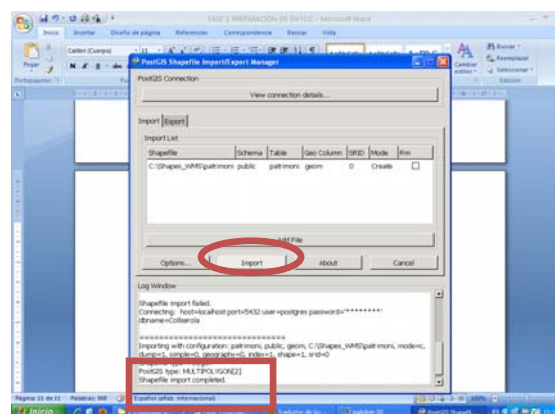 FASE 2 PREPARACIÓN DE DATOS - Microsoft Word
Inicio Insertar Diseño de página Referencias Correspondencia Revisar Vista
Calibri (Cuerpo) 11
Buscar
Pegar
N K S
Cambiar estilos
Reemplazar
Seleccionar
PostGIS Shapefile Import/Export Manager
PostGIS Connection
View connection details...
Import Export
Import List
Shapefile Schema Table Geo Column SRID Mode Rm
C:\Shapes_WMS\patrimoni public patrimoni geom 0 Create
Add File
Options... Import About Cancel
Log Window
Shapefile import failed.
Connecting: host=localhost port=5432 user=postgres password='********'
dbname=Collserola
==============================
Importing with configuration: patrimoni, public, geom, C:\Shapes_WMS\patrimoni, mode=c,
dump=1, simple=0, geography=0, index=1, shape=1, srid=0
PostGIS type: MULTIPOLYGON[2]
Shapefile import completed.
Página: 11 de 11 Palabras: 568 Español (alfab. internacional) 100%
Inicio